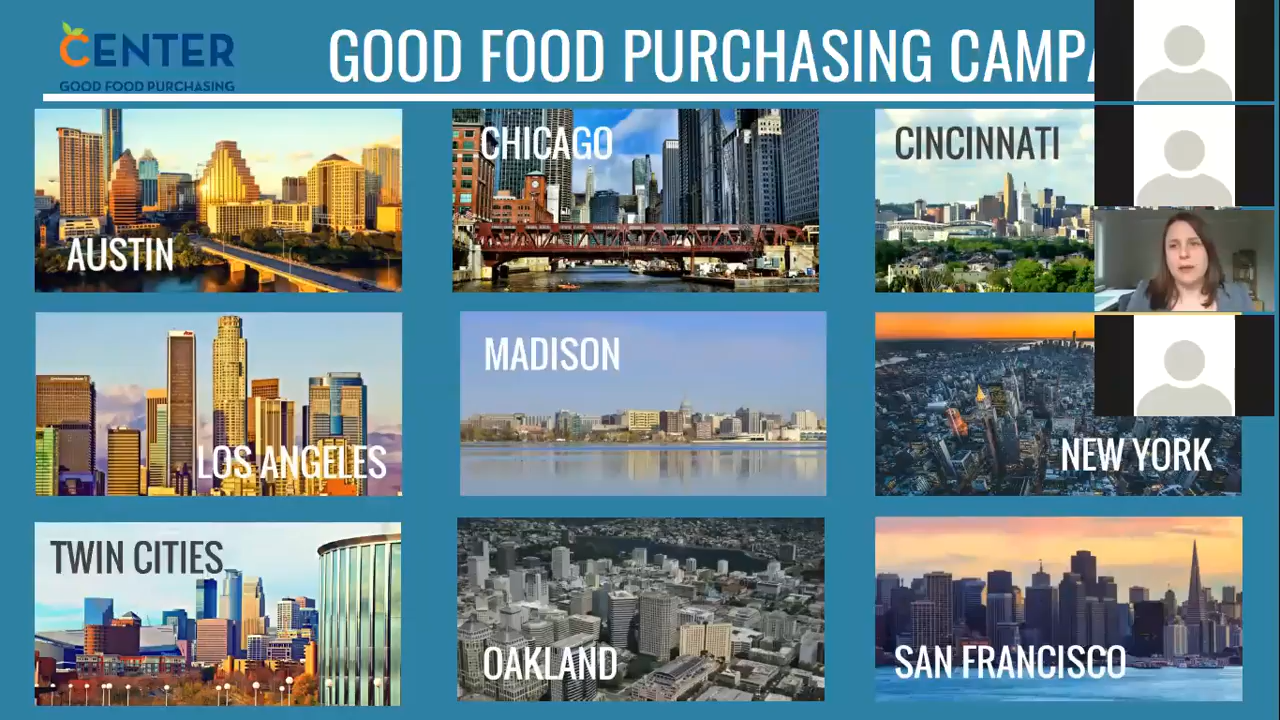 CENTER
GOOD FOOD PURCHASING
GOOD FOOD PURCHASING
AUSTIN
CHICAGO
CINCINNATI
LOS ANGELES
MADISON
NEW YORK
TWIN CITIES
OAKLAND
SAN FRANCISCO